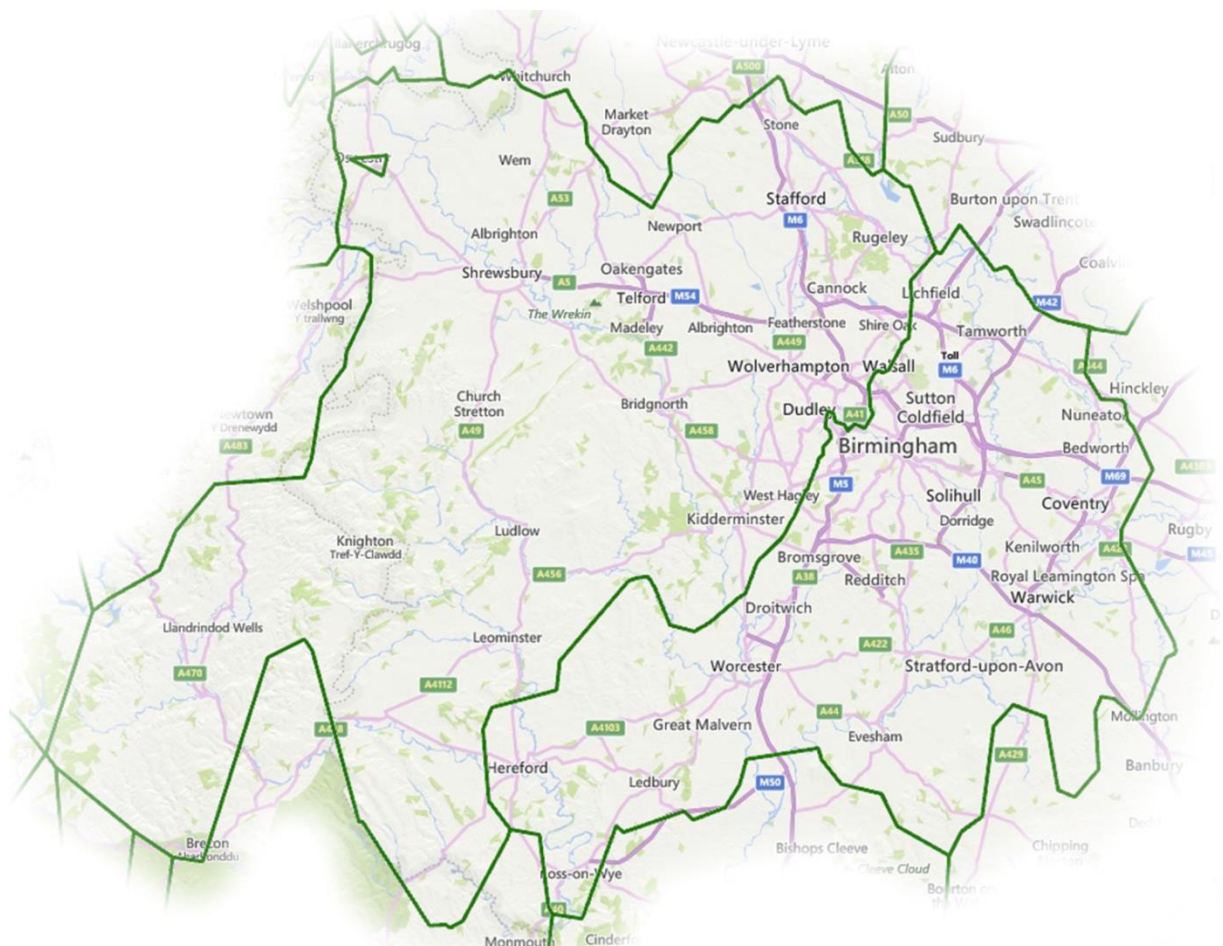 Newcastle-under-Lyme
A500
Alton
Whitchurch
Market
Drayton
Stone
A50
Sudbury
Wem
A53
Stafford
M6
Burton upon Trent
Swadlincote
Newport
Rugeley
Albrighton
Shrewsbury
A5
Oakengates
Telford
M54
Cannock
Lichfield
M42
Welshpool
Y trallwng
The Wrekin
Madeley
Albrighton
Featherstone
Shire Oak
Tamworth
A442
A449
Toll
M6
Wolverhampton
Walsall
Hinckley
Church
Stretton
Bridgnorth
Dudley
A41
Sutton
Coldfield
Nuneaton
Y Drenewydd
A483
A49
A458
Birmingham
Bedworth
M69
West Hagley
M5
A45
Solihull
Coventry
Kidderminster
Dorridge
Rugby
Ludlow
Knighton
Tref-Y-Clawdd
A456
Bromsgrove
A435
M40
Kenilworth
M45
A38
Redditch
Royal Leamington Spa
Warwick
Droitwich
Llandrindod Wells
Leominster
A422
A46
A470
A4112
Worcester
Stratford-upon-Avon
A4103
Great Malvern
A44
Evesham
Mollington
A429
Banbury
Hereford
Ledbury
M50
Brecon
Bishops Cleeve
Chipping
Cleeve Cloud
Ross-on-Wye
Monmouth